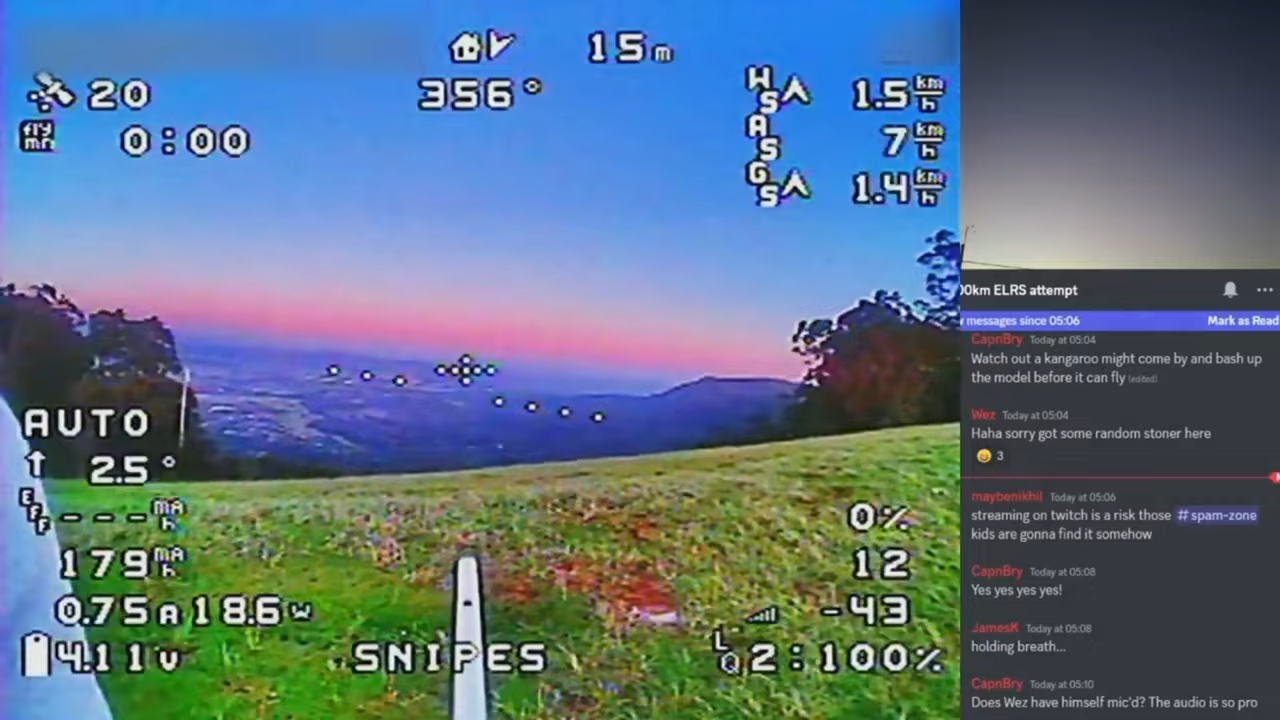 15m
20
356°
WS 1.5 km/h
fly mn 0:00
AS 7 km/h
GS 1.4 km/h
AUTO
2.5°
EFF ---mAh
0%
179mAh
12
0.75A 18.6W
-43
4.11V
SNIPES
LQ 2:100%
00km ELRS attempt
messages since 05:06
Mark as Read
CapnBry Today at 05:04
Watch out a kangaroo might come by and bash up
the model before it can fly (edited)
Wez Today at 05:04
Haha sorry got some random stoner here
3
maybenikhil Today at 05:06
streaming on twitch is a risk those # spam-zone
kids are gonna find it somehow
CapnBry Today at 05:08
Yes yes yes yes!
JamesK Today at 05:08
holding breath...
CapnBry Today at 05:10
Does Wez have himself mic'd? The audio is so pro